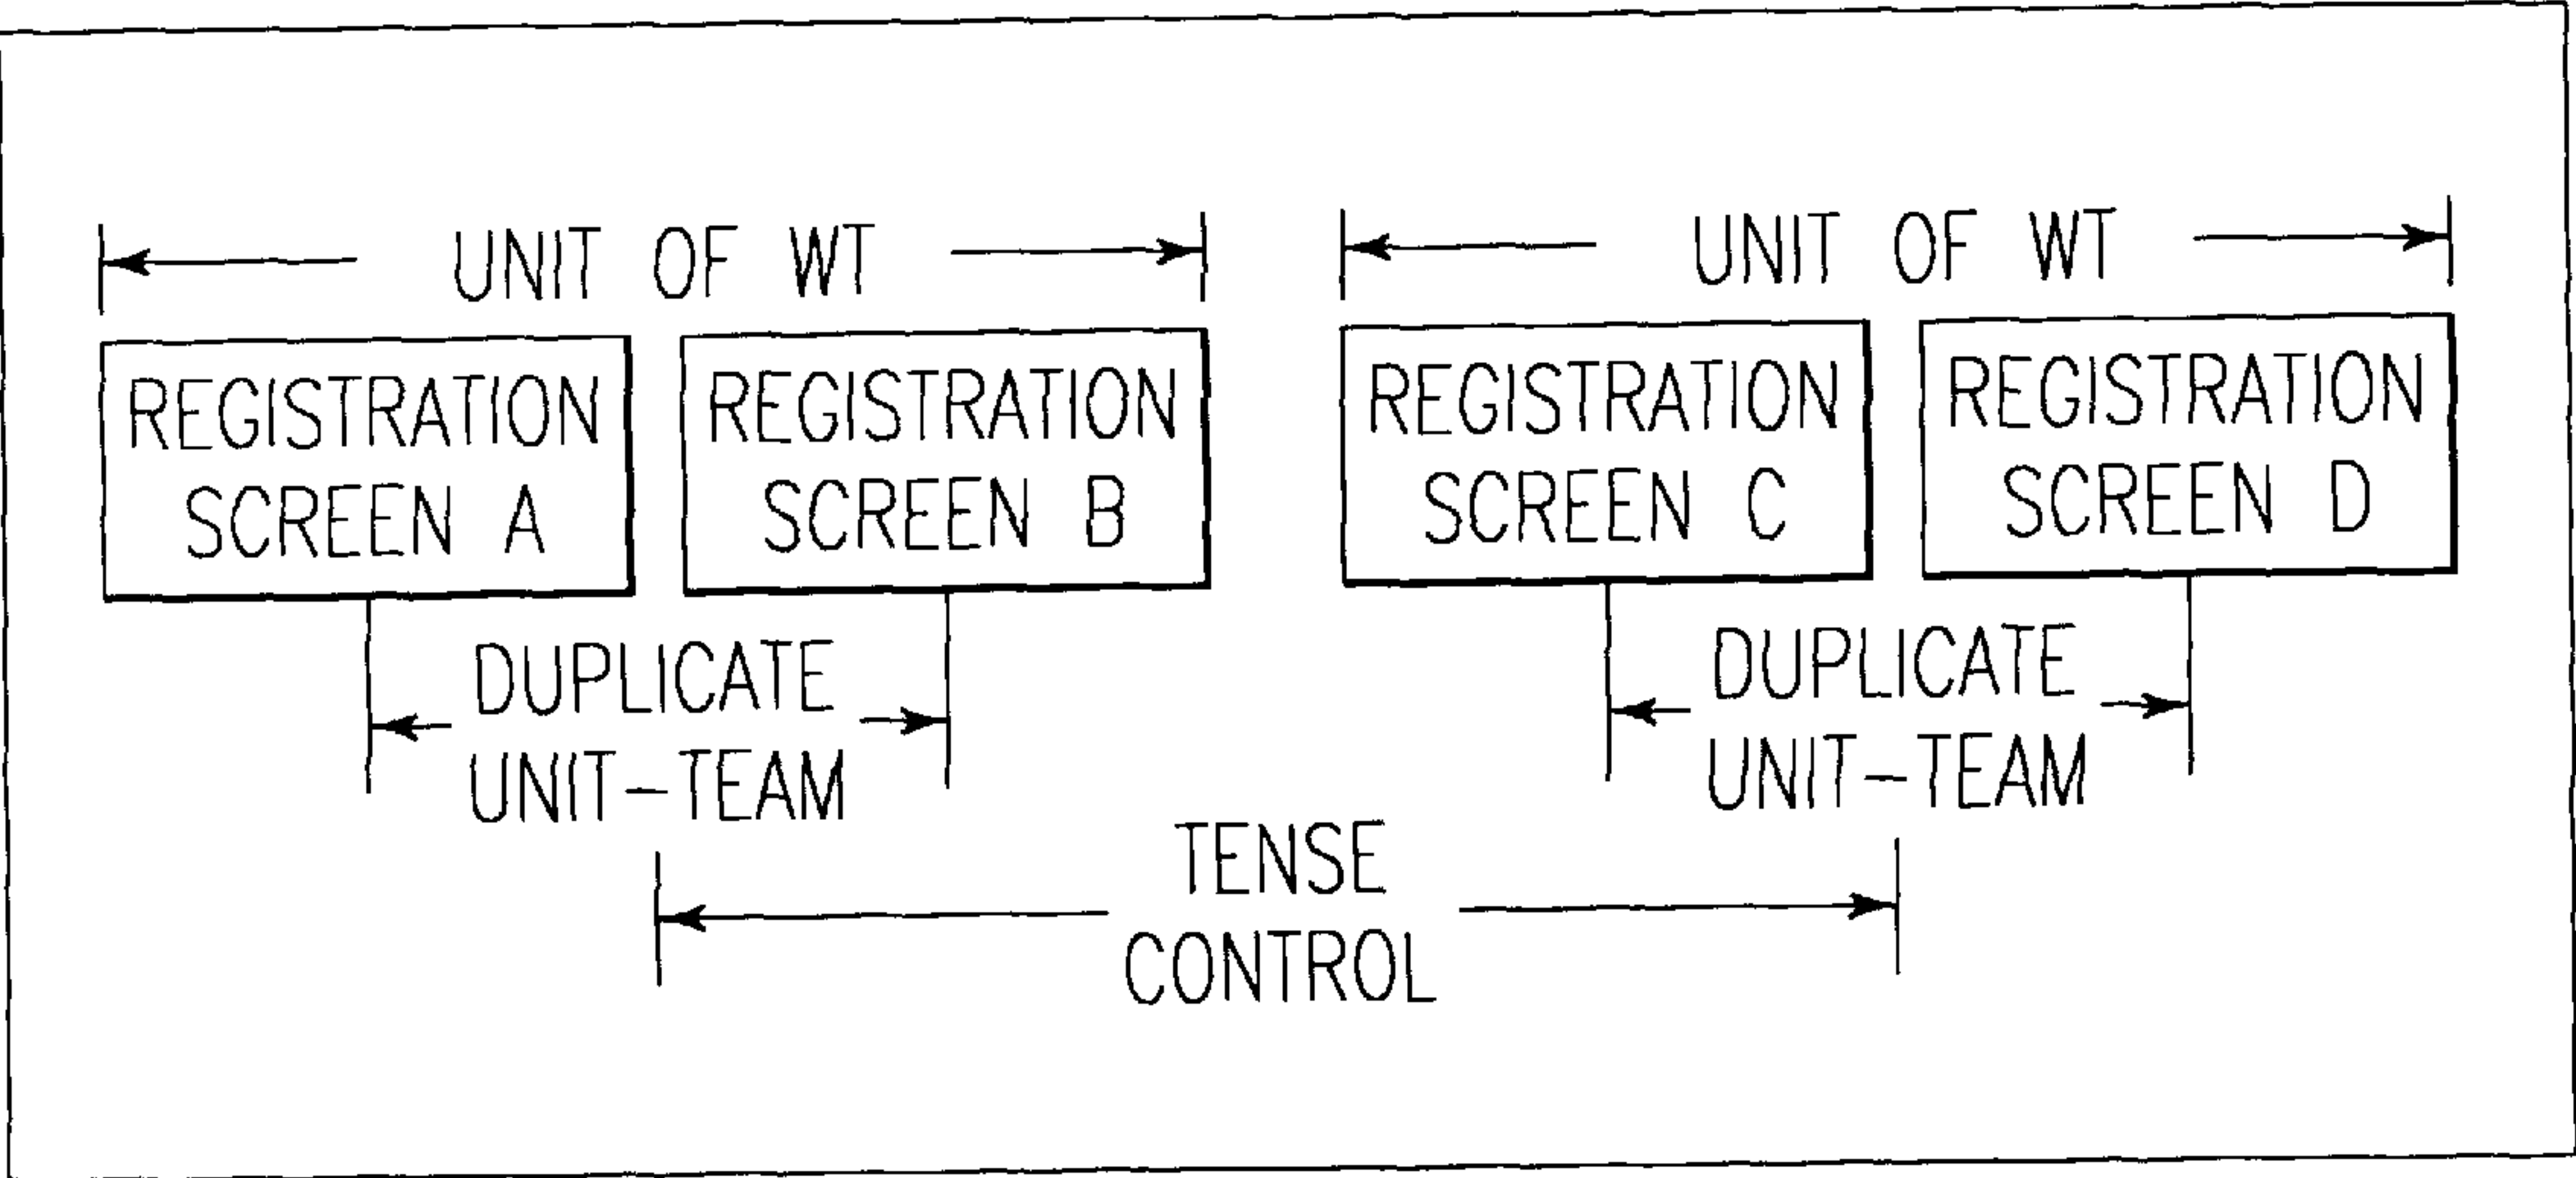 UNIT OF WT
UNIT OF WT
REGISTRATION
SCREEN A
REGISTRATION
SCREEN B
REGISTRATION
SCREEN C
REGISTRATION
SCREEN D
DUPLICATE
UNIT-TEAM
DUPLICATE
UNIT-TEAM
TENSE
CONTROL